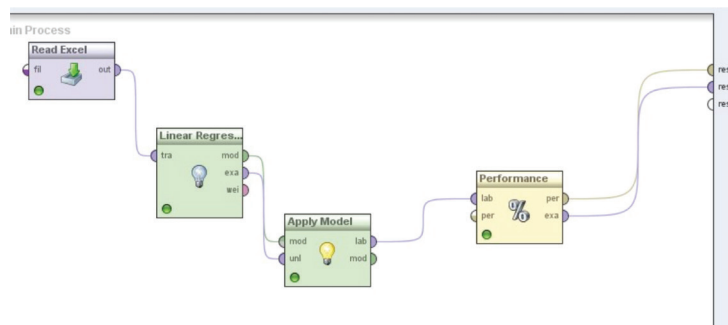 in Process
Read Excel
fil out
Linear Regres...
tra mod
exa
wei
Apply Model
mod lab
unl mod
Performance
lab per
per exa
%
res
res
res